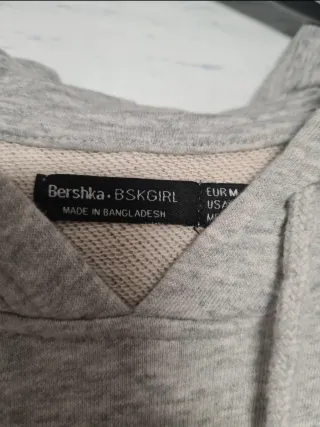 Bershka · BSKGIRL
MADE IN BANGLADESH
EUR M
USA